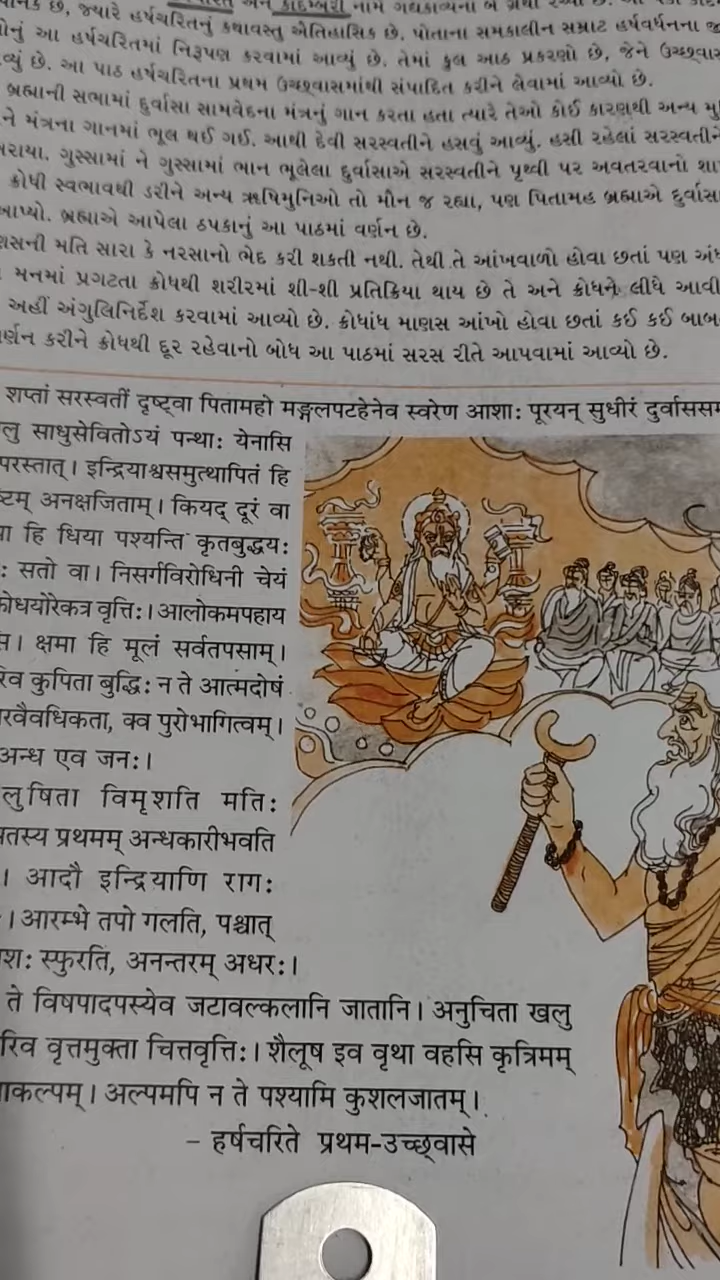 છે, જ્યારે હર્ષચરિતનું કથાવસ્તુ ઐતિહાસિક છે. પોતાના સમકાલીન સમ્રાટ હર્ષવર્ધનના
આ હર્ષચરિતમાં નિરૂપણ કરવામાં આવ્યું છે. તેમાં કુલ આઠ પ્રકરણો છે, જેને
છે. આ પાઠ હર્ષચરિતના પ્રથમ ઉચ્છ્વાસમાંથી સંપાદિત કરીને લેવામાં આવ્યો છે.
બ્રહ્માની સભામાં દુર્વાસા સામવેદના મંત્રનું ગાન કરતા હતા ત્યારે તેઓ કોઈ કારણથી અન્ય
ને મંત્રના ગાનમાં ભૂલ થઈ ગઈ. આથી દેવી સરસ્વતીને હસવું આવ્યું. હસી રહેલાં
ગુસ્સામાં ને ગુસ્સામાં ભાન ભૂલેલા દુર્વાસાએ સરસ્વતીને પૃથ્વી પર અવતરવાનો
ક્રોધી સ્વભાવથી ડરીને અન્ય ઋષિમુનિઓ તો મૌન જ રહ્યા, પણ પિતામહ બ્રહ્માએ
આપ્યો. બ્રહ્માએ આપેલા ઠપકાનું આ પાઠમાં વર્ણન છે.
મતિ સારા કે નરસાનો ભેદ કરી શકતી નથી. તેથી તે આંખવાળો હોવા છતાં પણ
મનમાં પ્રગટતા ક્રોધથી શરીરમાં શી-શી પ્રતિક્રિયા થાય છે તે અને ક્રોધને લીધે આવી
અહીં અંગુલિનિર્દેશ કરવામાં આવ્યો છે. ક્રોધાંધ માણસ આંખો હોવા છતાં કઈ કઈ
કરીને ક્રોધથી દૂર રહેવાનો બોધ આ પાઠમાં સરસ રીતે આપવામાં આવ્યો છે.
शप्तां सरस्वतीं दृष्ट्वा पितामहो मङ्गलपटहेनेव स्वरेण आशाः पूरयन् सुधीरं
साधुसेवितोऽयं पन्थाः येनासि
परस्तात्। इन्द्रियाश्वसमुत्थापितं हि
अनक्षजिताम्। कियद् दूरं वा
हि धिया पश्यन्ति कृतबुद्धयः
सतो वा। निसर्गविरोधिनी चेयं
वृत्तिः। आलोकमपहाय
क्षमा हि मूलं सर्वतपसाम्।
कुपिता बुद्धिः न ते आत्मदोषं
क्व पुरोभागित्वम्।
अन्ध एव जनः।
विमृशति मतिः
प्रथमम् अन्धकारीभवति
। आदौ इन्द्रियाणि रागः
। आरम्भे तपो गलति, पश्चात्
स्फुरति, अनन्तरम् अधरः।
ते विषपादपस्येव जटावल्कलानि जातानि। अनुचिता खलु
वृत्तमुक्ता चित्तवृत्तिः। शैलूष इव वृथा वहसि कृत्रिमम्
अल्पमपि न ते पश्यामि कुशलजातम्।
– हर्षचरिते प्रथम-उच्छ्वासे